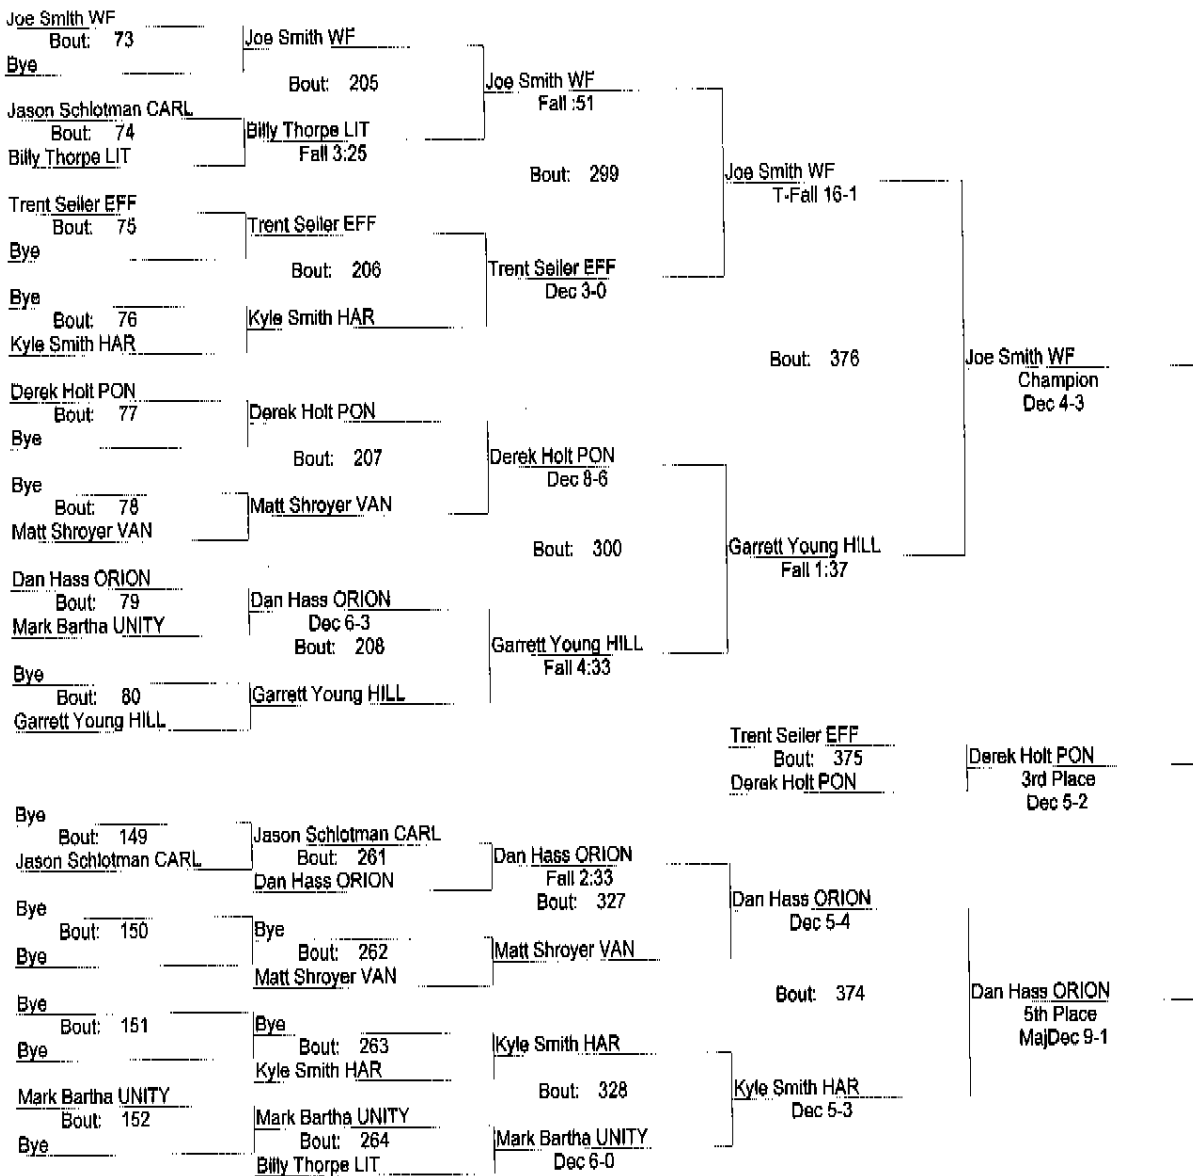 Joe Smith WF
Bout: 73
Bye
Joe Smith WF
Bout: 205
Joe Smith WF
Fall :51
Jason Schlotman CARL
Bout: 74
Billy Thorpe LIT
Billy Thorpe LIT
Fall 3:25
Bout: 299
Joe Smith WF
T-Fall 16-1
Trent Seiler EFF
Bout: 75
Bye
Trent Seiler EFF
Bout: 206
Trent Seiler EFF
Dec 3-0
Bye
Bout: 76
Kyle Smith HAR
Kyle Smith HAR
Bout: 376
Joe Smith WF
Champion
Dec 4-3
Derek Holt PON
Bout: 77
Bye
Derek Holt PON
Bout: 207
Derek Holt PON
Dec 8-6
Bye
Bout: 78
Matt Shroyer VAN
Matt Shroyer VAN
Bout: 300
Garrett Young HILL
Fall 1:37
Dan Hass ORION
Bout: 79
Mark Bartha UNITY
Dan Hass ORION
Dec 6-3
Bout: 208
Garrett Young HILL
Fall 4:33
Bye
Bout: 80
Garrett Young HILL
Garrett Young HILL
Trent Seiler EFF
Bout: 375
Derek Holt PON
Derek Holt PON
3rd Place
Dec 5-2
Bye
Bout: 149
Jason Schlotman CARL
Jason Schlotman CARL
Bout: 261
Dan Hass ORION
Dan Hass ORION
Fall 2:33
Bout: 327
Dan Hass ORION
Dec 5-4
Bye
Bout: 150
Bye
Bye
Bout: 262
Matt Shroyer VAN
Matt Shroyer VAN
Bout: 374
Dan Hass ORION
5th Place
MajDec 9-1
Bye
Bout: 151
Bye
Bye
Bout: 263
Kyle Smith HAR
Kyle Smith HAR
Bout: 328
Kyle Smith HAR
Dec 5-3
Mark Bartha UNITY
Bout: 152
Bye
Mark Bartha UNITY
Bout: 264
Billy Thorpe LIT
Mark Bartha UNITY
Dec 6-0